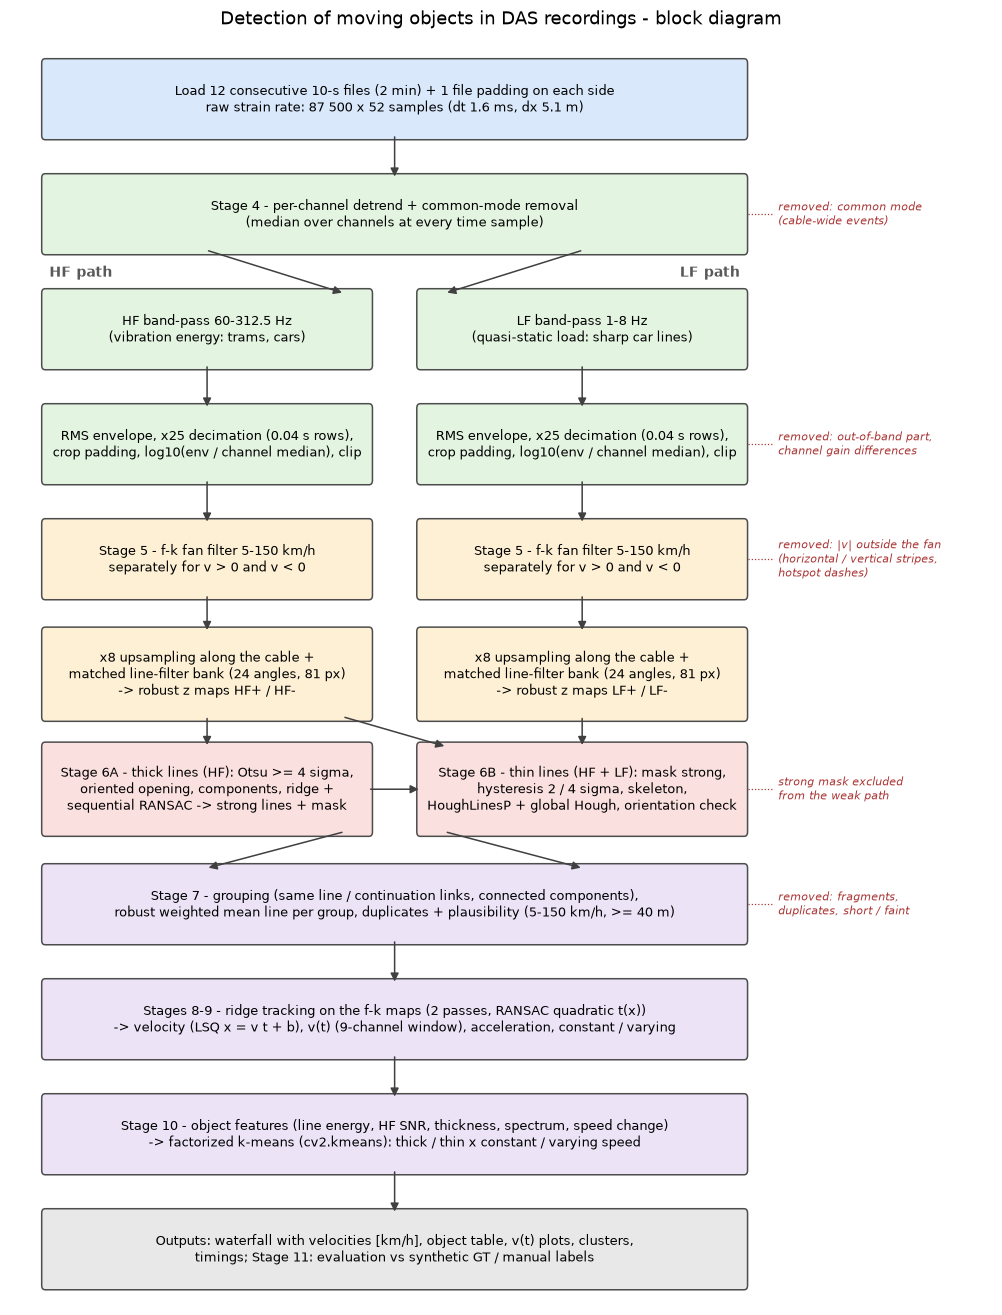 Detection of moving objects in DAS recordings - block diagram
Load 12 consecutive 10-s files (2 min) + 1 file padding on each side
raw strain rate: 87 500 x 52 samples (dt 1.6 ms, dx 5.1 m)
Stage 4 - per-channel detrend + common-mode removal
(median over channels at every time sample)
removed: common mode
(cable-wide events)
HF path
LF path
HF band-pass 60-312.5 Hz
(vibration energy: trams, cars)
LF band-pass 1-8 Hz
(quasi-static load: sharp car lines)
RMS envelope, x25 decimation (0.04 s rows),
crop padding, log10(env / channel median), clip
RMS envelope, x25 decimation (0.04 s rows),
crop padding, log10(env / channel median), clip
removed: out-of-band part,
channel gain differences
Stage 5 - f-k fan filter 5-150 km/h
separately for v > 0 and v < 0
Stage 5 - f-k fan filter 5-150 km/h
separately for v > 0 and v < 0
removed: |v| outside the fan
(horizontal / vertical stripes,
hotspot dashes)
x8 upsampling along the cable +
matched line-filter bank (24 angles, 81 px)
-> robust z maps HF+ / HF-
x8 upsampling along the cable +
matched line-filter bank (24 angles, 81 px)
-> robust z maps LF+ / LF-
Stage 6A - thick lines (HF): Otsu >= 4 sigma,
oriented opening, components, ridge +
sequential RANSAC -> strong lines + mask
Stage 6B - thin lines (HF + LF): mask strong,
hysteresis 2 / 4 sigma, skeleton,
HoughLinesP + global Hough, orientation check
strong mask excluded
from the weak path
Stage 7 - grouping (same line / continuation links, connected components),
robust weighted mean line per group, duplicates + plausibility (5-150 km/h, >= 40 m)
removed: fragments,
duplicates, short / faint
Stages 8-9 - ridge tracking on the f-k maps (2 passes, RANSAC quadratic t(x))
-> velocity (LSQ x = v t + b), v(t) (9-channel window), acceleration, constant / varying
Stage 10 - object features (line energy, HF SNR, thickness, spectrum, speed change)
-> factorized k-means (cv2.kmeans): thick / thin x constant / varying speed
Outputs: waterfall with velocities [km/h], object table, v(t) plots, clusters,
timings; Stage 11: evaluation vs synthetic GT / manual labels